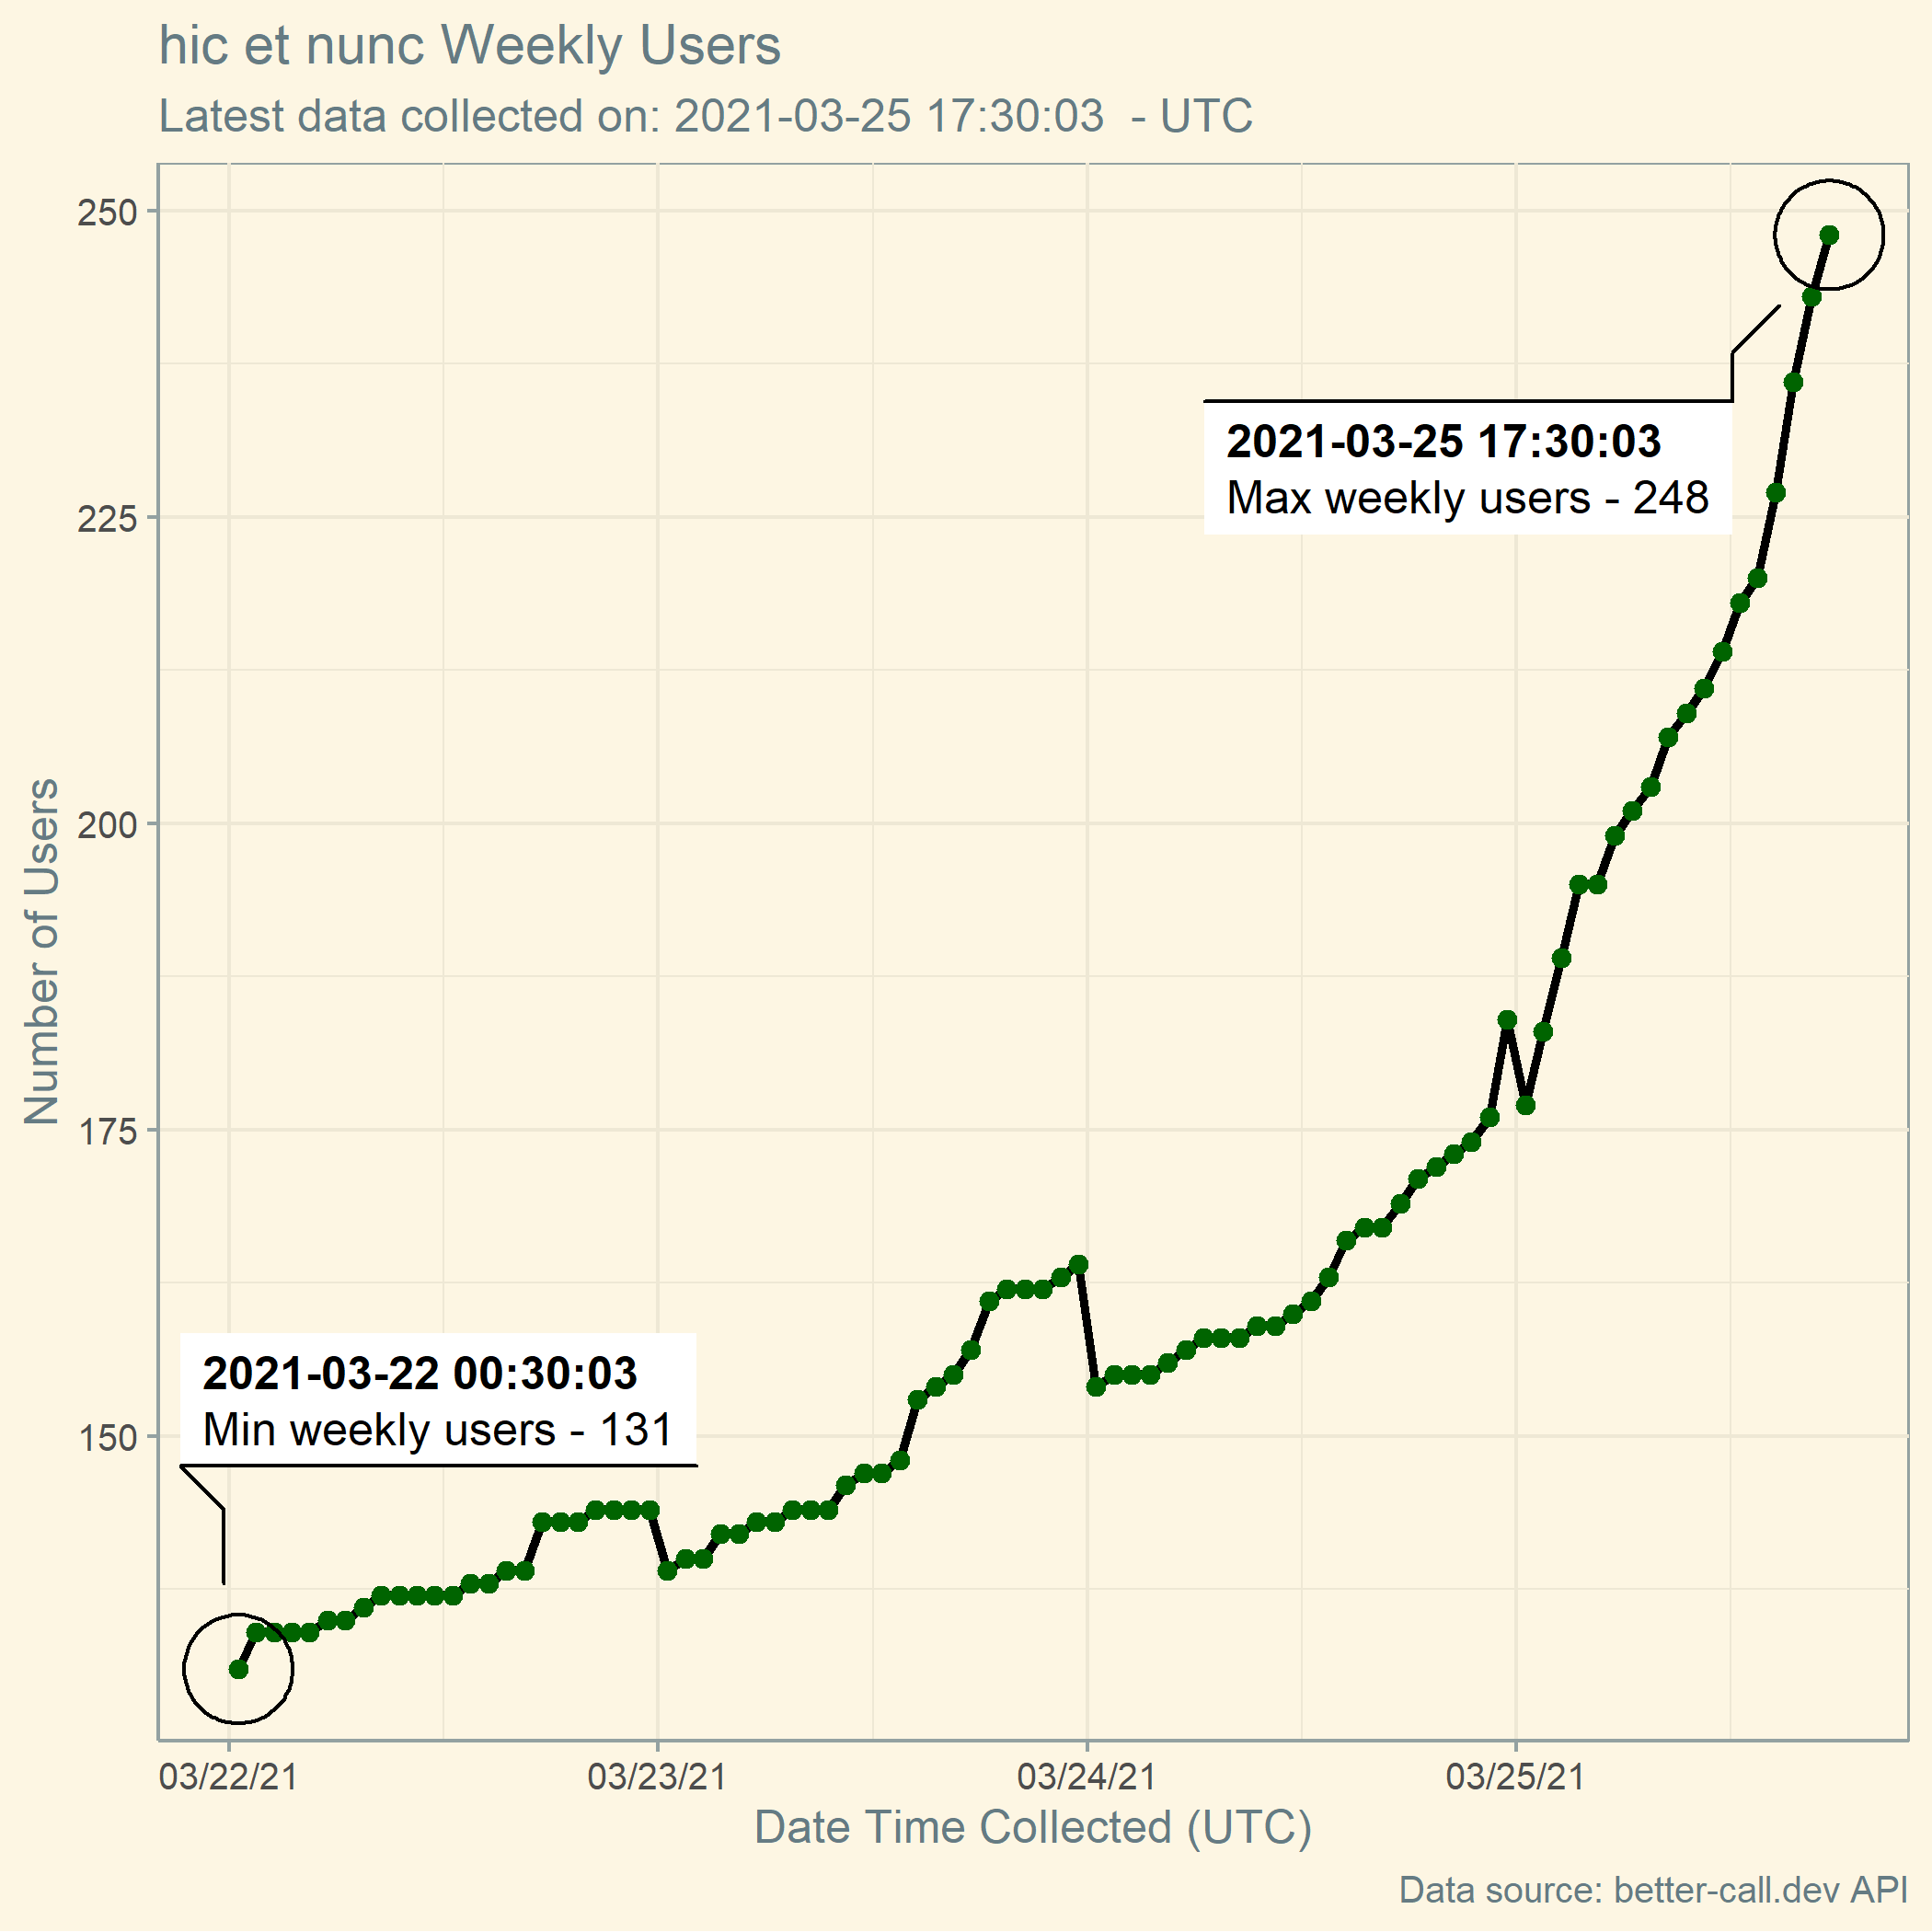 hic et nunc Weekly Users
Latest data collected on: 2021-03-25 17:30:03  - UTC
250
225
200
175
150
Number of Users
2021-03-25 17:30:03
Max weekly users - 248
2021-03-22 00:30:03
Min weekly users - 131
03/22/21
03/23/21
03/24/21
03/25/21
Date Time Collected (UTC)
Data source: better-call.dev API